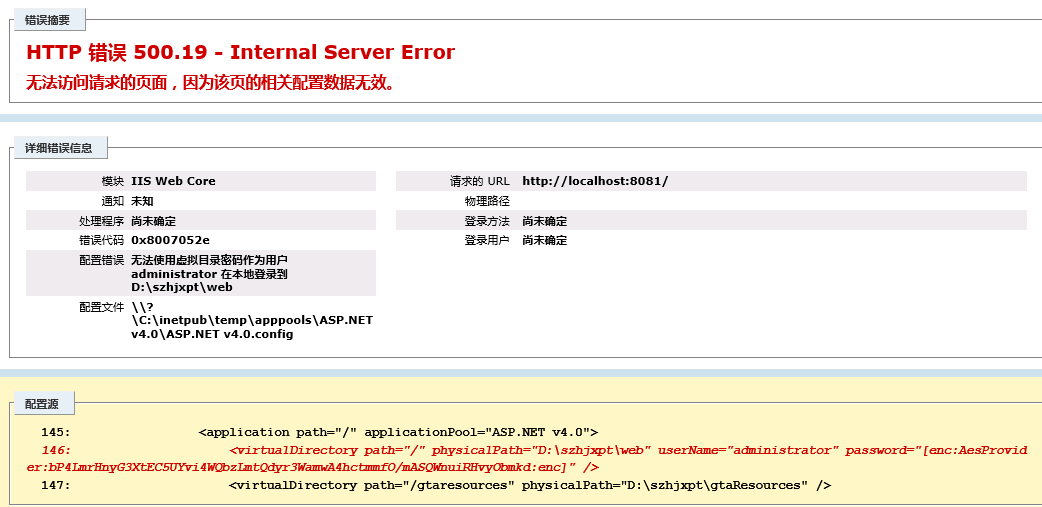 错误摘要
HTTP 错误 500.19 - Internal Server Error
无法访问请求的页面，因为该页的相关配置数据无效。
详细错误信息
模块 IIS Web Core
通知 未知
处理程序 尚未确定
错误代码 0x8007052e
配置错误 无法使用虚拟目录密码作为用户
administrator 在本地登录到
D:\szhjxpt\web
配置文件 \\?
\C:\inetpub\temp\apppools\ASP.NET
v4.0\ASP.NET v4.0.config
请求的 URL http://localhost:8081/
物理路径
登录方法 尚未确定
登录用户 尚未确定
配置源
145: <application path="/" applicationPool="ASP.NET v4.0">
146: <virtualDirectory path="/" physicalPath="D:\szhjxpt\web" userName="administrator" password="[enc:AesProvid
er:bP4LmrHnyG3XtEC5UYvi4WQbzLmtQdyr3WamwA4hctmmfO/mASQWnuiRHvyObmkd:enc]" />
147: <virtualDirectory path="/gtaresources" physicalPath="D:\szhjxpt\gtaResources" />